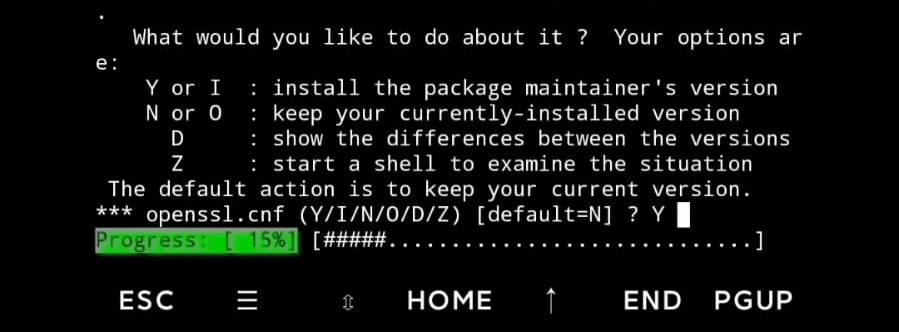 .
What would you like to do about it ?  Your options ar
e:
Y or I  : install the package maintainer's version
N or O  : keep your currently-installed version
D     : show the differences between the versions
Z     : start a shell to examine the situation
The default action is to keep your current version.
*** openssl.cnf (Y/I/N/O/D/Z) [default=N] ? Y
Progress: [ 15%] [#####.............................]
ESC ☰ ⇳ HOME ↑ END PGUP